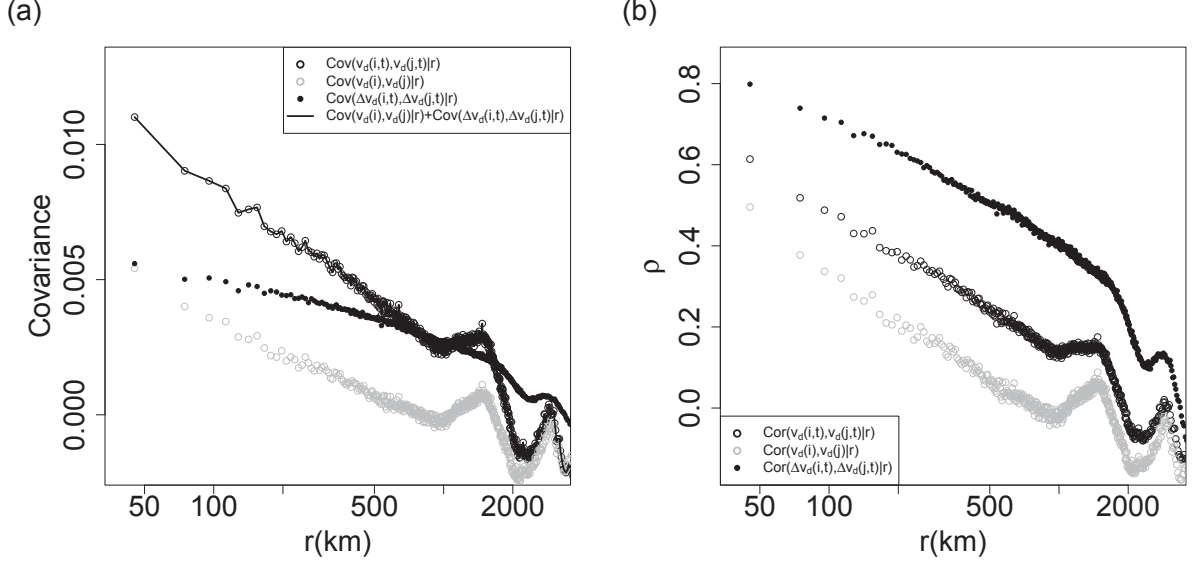 (a)
Cov(v_d(i,t),v_d(j,t)|r)
Cov(v_d(i),v_d(j)|r)
Cov(Δv_d(i,t),Δv_d(j,t)|r)
Cov(v_d(i),v_d(j)|r)+Cov(Δv_d(i,t),Δv_d(j,t)|r)
Covariance
0.010
0.005
0.000
50 100 500 2000
r(km)
(b)
ρ
0.8
0.6
0.4
0.2
0.0
Cor(v_d(i,t),v_d(j,t)|r)
Cor(v_d(i),v_d(j)|r)
Cor(Δv_d(i,t),Δv_d(j,t)|r)
50 100 500 2000
r(km)